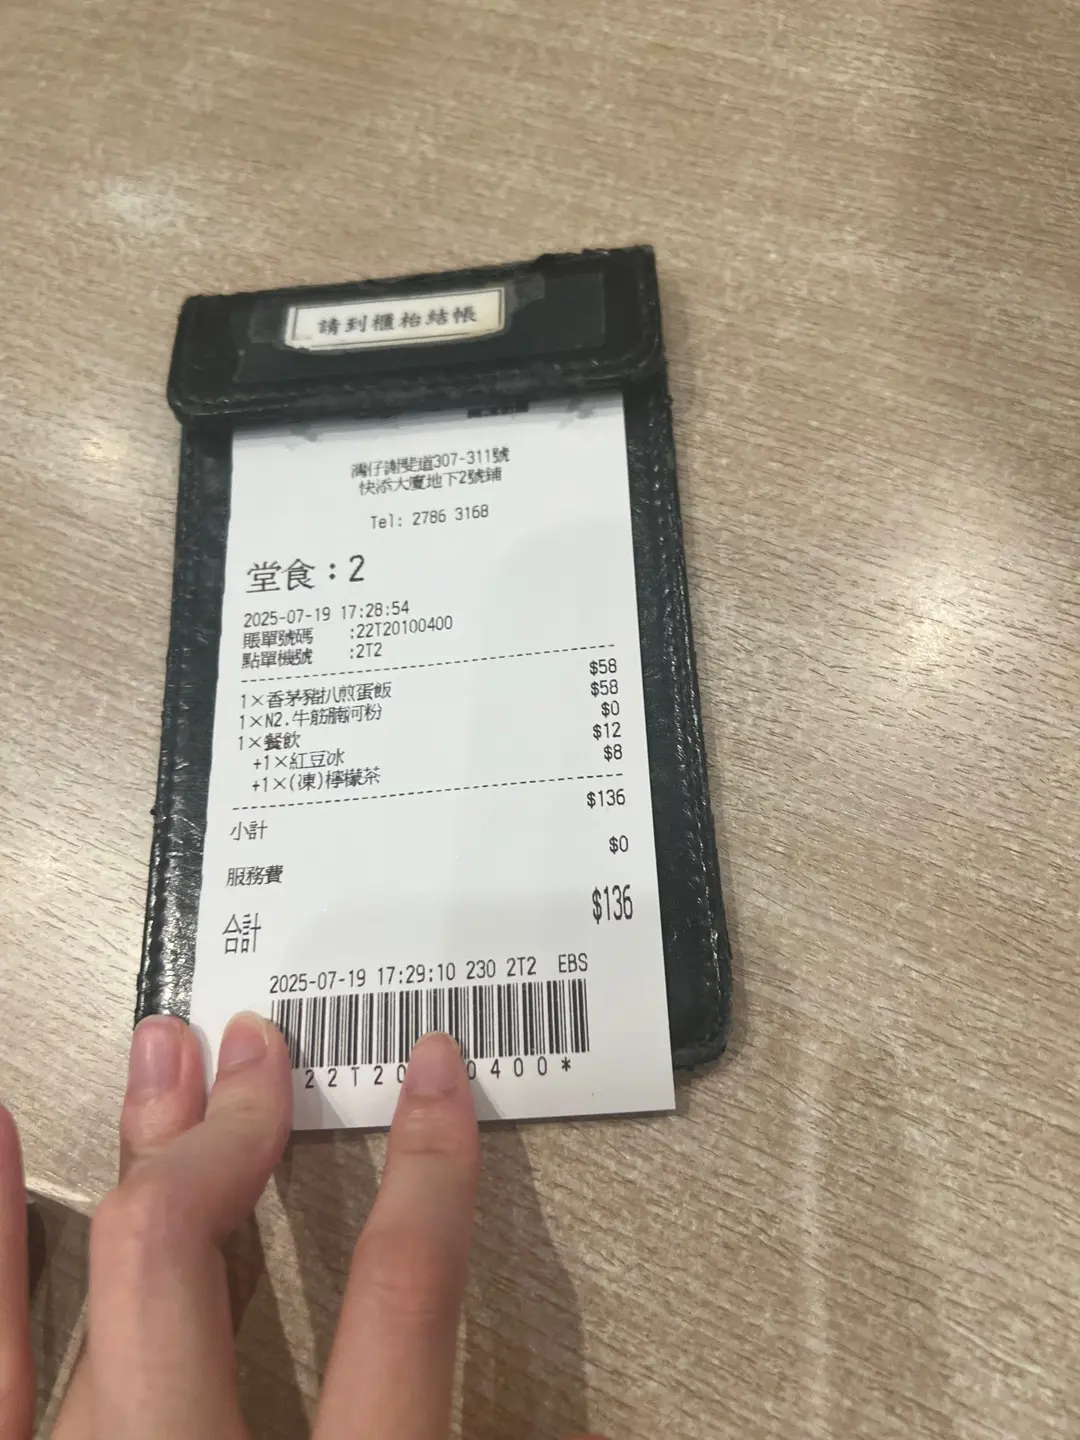 請到櫃枱結帳
灣仔謝斐道307-311號
快添大廈地下2號鋪
Tel: 2786 3168
堂食：2
2025-07-19 17:28:54
賬單號碼 :22T20100400
點單機號 :2T2
1×香茅豬扒煎蛋飯 $58
1×N2.牛筋腩河粉 $58
1×餐飲 $0
+1×紅豆冰 $12
+1×(凍)檸檬茶 $8
小計 $136
服務費 $0
合計 $136
2025-07-19 17:29:10 230 2T2 EBS
22T20 0400*